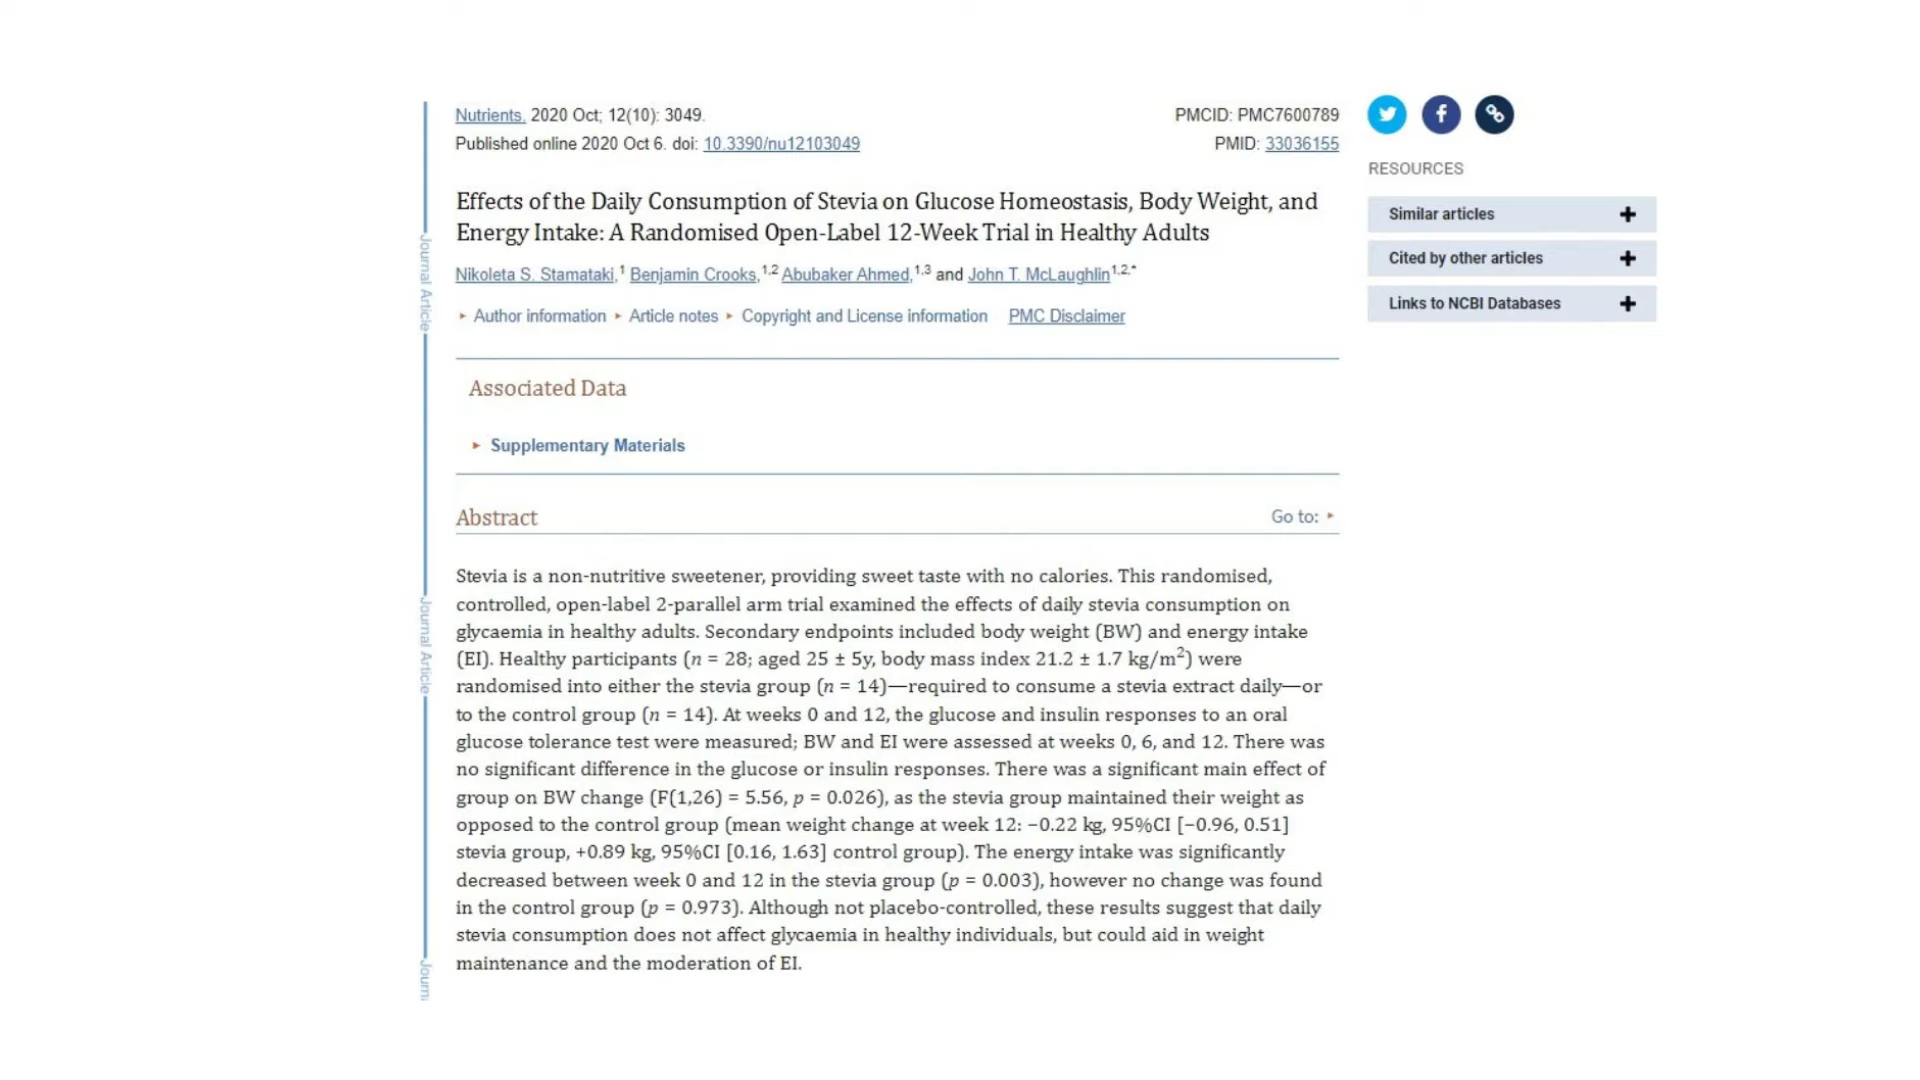 Nutrients. 2020 Oct; 12(10): 3049.
Published online 2020 Oct 6. doi: 10.3390/nu12103049
PMCID: PMC7600789
PMID: 33036155
Effects of the Daily Consumption of Stevia on Glucose Homeostasis, Body Weight, and
Energy Intake: A Randomised Open-Label 12-Week Trial in Healthy Adults
Nikoleta S. Stamataki,1 Benjamin Crooks,1,2 Abubaker Ahmed,1,3 and John T. McLaughlin1,2,*
Author information Article notes Copyright and License information PMC Disclaimer
Associated Data
Supplementary Materials
Abstract
Go to:
Stevia is a non-nutritive sweetener, providing sweet taste with no calories. This randomised,
controlled, open-label 2-parallel arm trial examined the effects of daily stevia consumption on
glycaemia in healthy adults. Secondary endpoints included body weight (BW) and energy intake
(EI). Healthy participants (n = 28; aged 25 ± 5y, body mass index 21.2 ± 1.7 kg/m2) were
randomised into either the stevia group (n = 14)—required to consume a stevia extract daily—or
to the control group (n = 14). At weeks 0 and 12, the glucose and insulin responses to an oral
glucose tolerance test were measured; BW and EI were assessed at weeks 0, 6, and 12. There was
no significant difference in the glucose or insulin responses. There was a significant main effect of
group on BW change (F(1,26) = 5.56, p = 0.026), as the stevia group maintained their weight as
opposed to the control group (mean weight change at week 12: −0.22 kg, 95%CI [−0.96, 0.51]
stevia group, +0.89 kg, 95%CI [0.16, 1.63] control group). The energy intake was significantly
decreased between week 0 and 12 in the stevia group (p = 0.003), however no change was found
in the control group (p = 0.973). Although not placebo-controlled, these results suggest that daily
stevia consumption does not affect glycaemia in healthy individuals, but could aid in weight
maintenance and the moderation of EI.
Journal Article
Journal Article
Journ
RESOURCES
Similar articles
Cited by other articles
Links to NCBI Databases